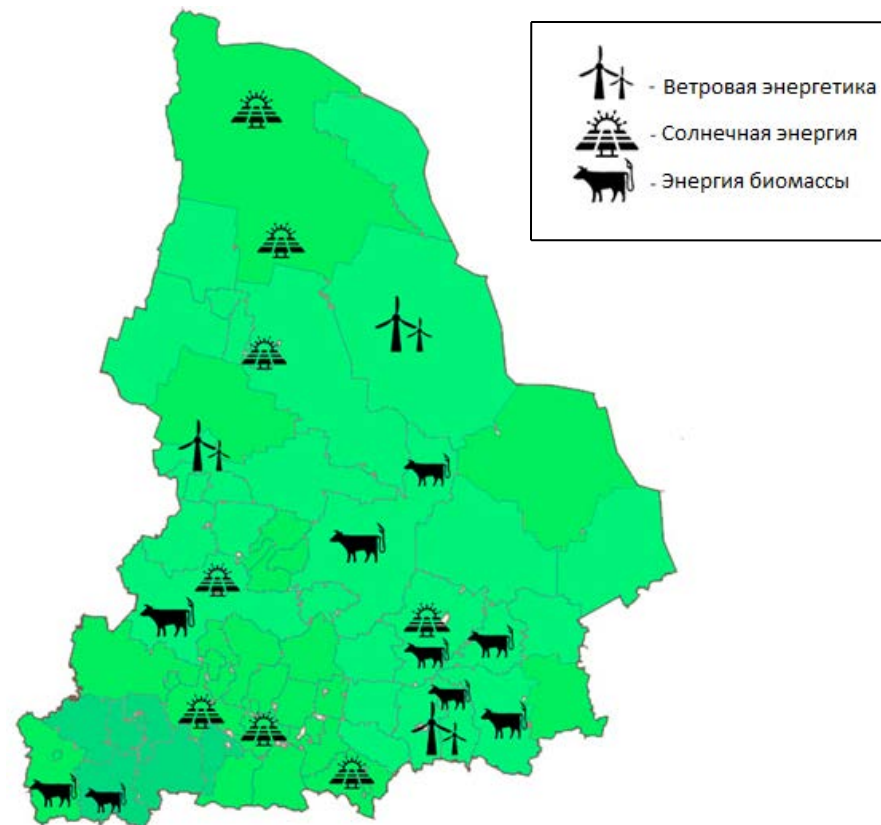 - Ветровая энергетика
- Солнечная энергия
- Энергия биомассы